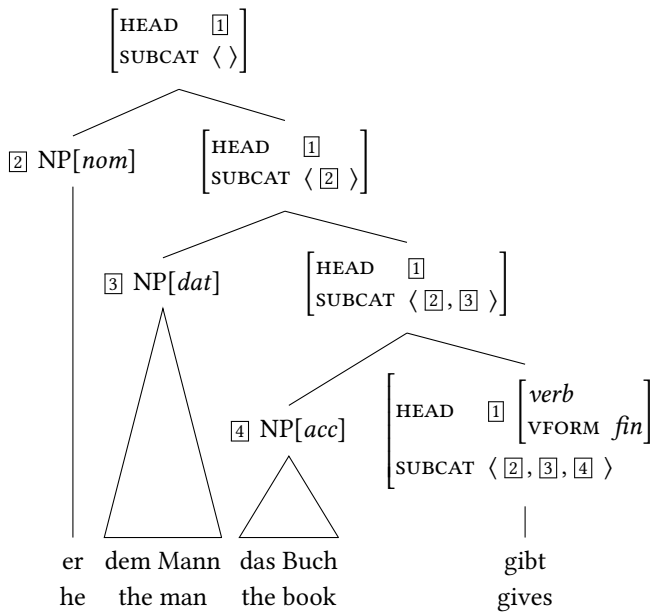 HEAD 1
SUBCAT ⟨ ⟩
2 NP[nom]
HEAD 1
SUBCAT ⟨ 2 ⟩
3 NP[dat]
HEAD 1
SUBCAT ⟨ 2 , 3 ⟩
4 NP[acc]
HEAD 1 [verb
VFORM fin]
SUBCAT ⟨ 2 , 3 , 4 ⟩
er dem Mann das Buch gibt
he the man the book gives